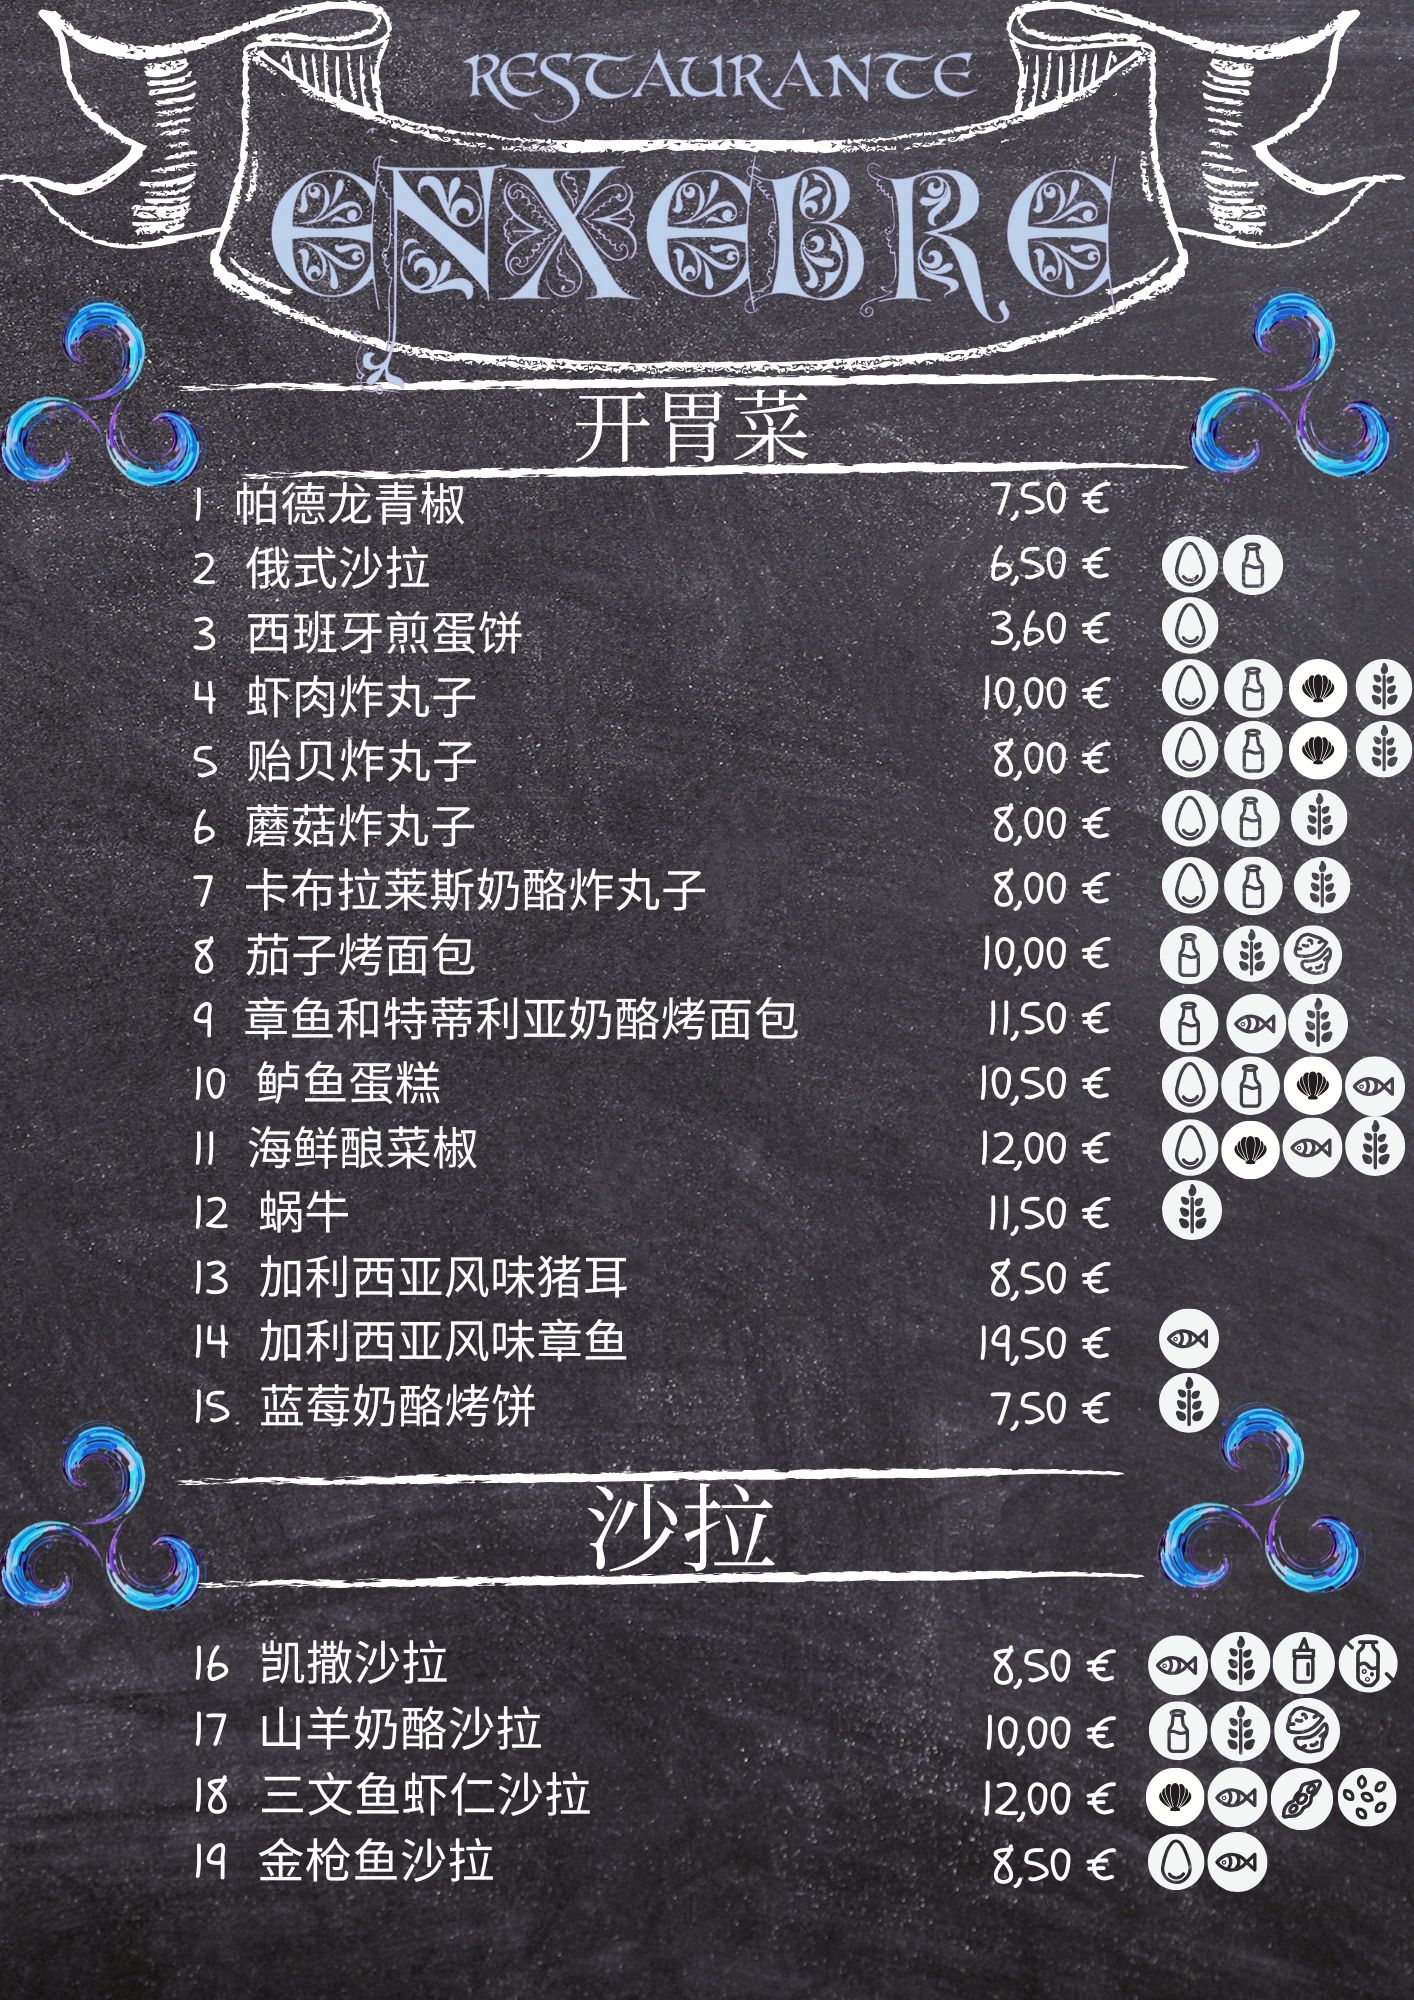 RESTAURANTE
ENXEBRE
开胃菜
1 帕德龙青椒 7,50 €
2 俄式沙拉 6,50 €
3 西班牙煎蛋饼 3,60 €
4 虾肉炸丸子 10,00 €
5 贻贝炸丸子 8,00 €
6 蘑菇炸丸子 8,00 €
7 卡布拉莱斯奶酪炸丸子 8,00 €
8 茄子烤面包 10,00 €
9 章鱼和特蒂利亚奶酪烤面包 11,50 €
10 鲈鱼蛋糕 10,50 €
11 海鲜酿菜椒 12,00 €
12 蜗牛 11,50 €
13 加利西亚风味猪耳 8,50 €
14 加利西亚风味章鱼 19,50 €
15 蓝莓奶酪烤饼 7,50 €
沙拉
16 凯撒沙拉 8,50 €
17 山羊奶酪沙拉 10,00 €
18 三文鱼虾仁沙拉 12,00 €
19 金枪鱼沙拉 8,50 €